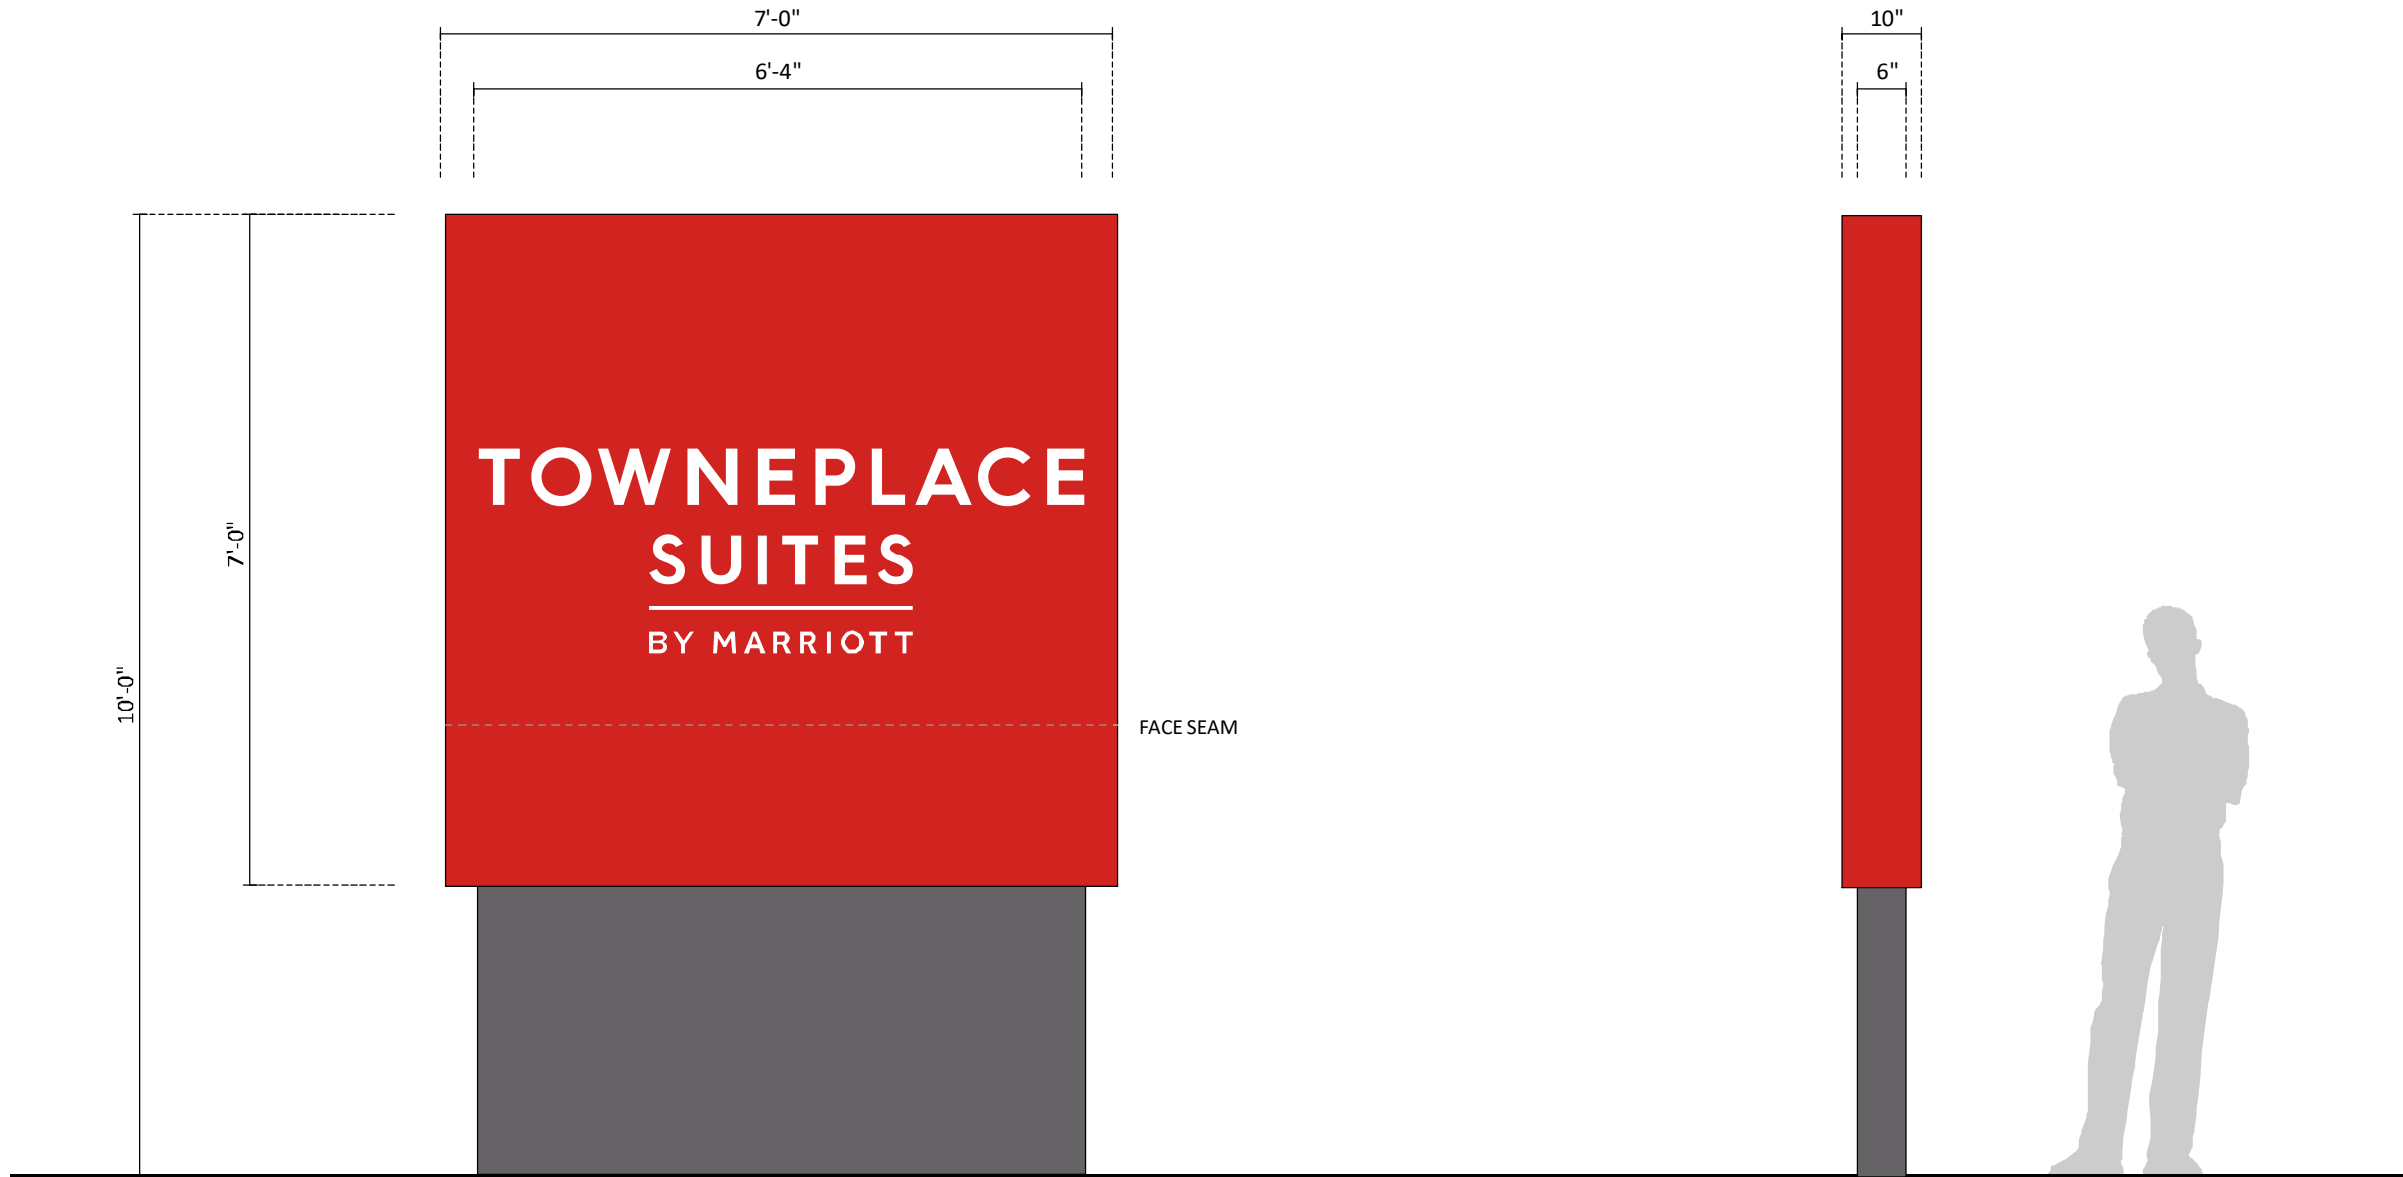 7'-0"
6'-4"
10"
6"
TOWNEPLACE
SUITES
BY MARRIOTT
7'-0"
10'-0"
FACE SEAM